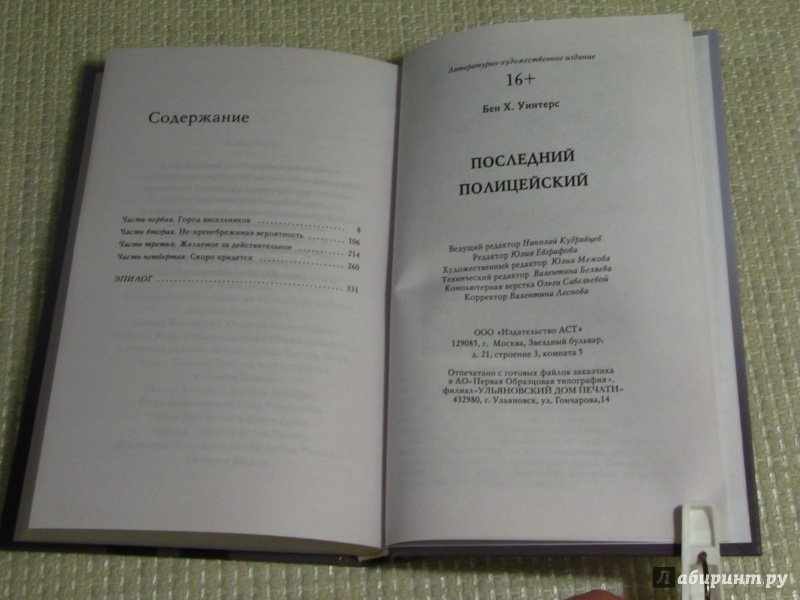 Содержание
Часть первая. Город висельников 8
Часть вторая. Не-пренебрежимая вероятность 106
Часть третья. Желаемое за действительное 214
Часть четвертая. Скоро придется 260
ЭПИЛОГ 331
Литературно-художественное издание
16+
Бен Х. Уинтерс
ПОСЛЕДНИЙ
ПОЛИЦЕЙСКИЙ
Ведущий редактор Николай Кудрявцев
Редактор Юлия Евграфова
Художественный редактор Юлия Межова
Технический редактор Валентина Беляева
Компьютерная верстка Ольги Савельевой
Корректор Валентина Леснова
ООО «Издательство АСТ»
129085, г. Москва, Звездный бульвар,
д. 21, строение 3, комната 5
Отпечатано с готовых файлов заказчика
в АО«Первая Образцовая типография»,
филиал«УЛЬЯНОВСКИЙ ДОМ ПЕЧАТИ»
432980, г. Ульяновск, ул. Гончарова,14
Лабиринт.ру